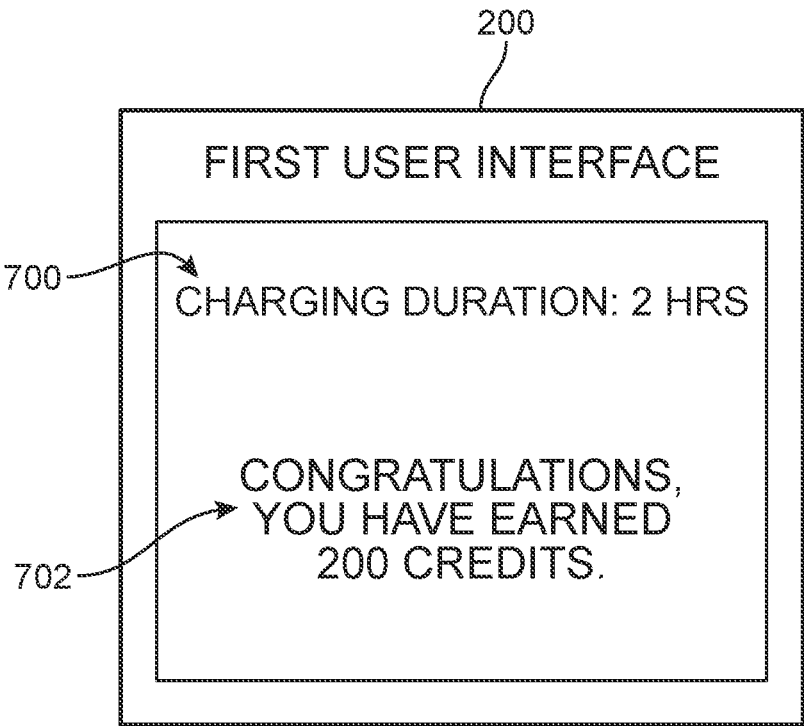 200
FIRST USER INTERFACE
700
CHARGING DURATION: 2 HRS
CONGRATULATIONS,
YOU HAVE EARNED
200 CREDITS.
702